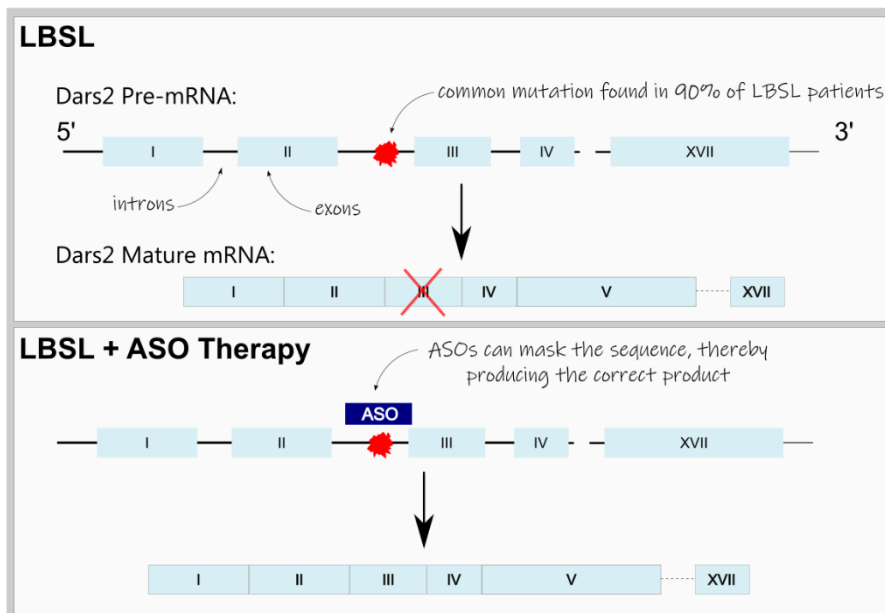 LBSL
Dars2 Pre-mRNA:
common mutation found in 90% of LBSL patients
5'
3'
I II III IV XVII
introns
exons
Dars2 Mature mRNA:
I II III IV V XVII
LBSL + ASO Therapy
ASOs can mask the sequence, thereby
producing the correct product
ASO
I II III IV XVII
I II III IV V XVII